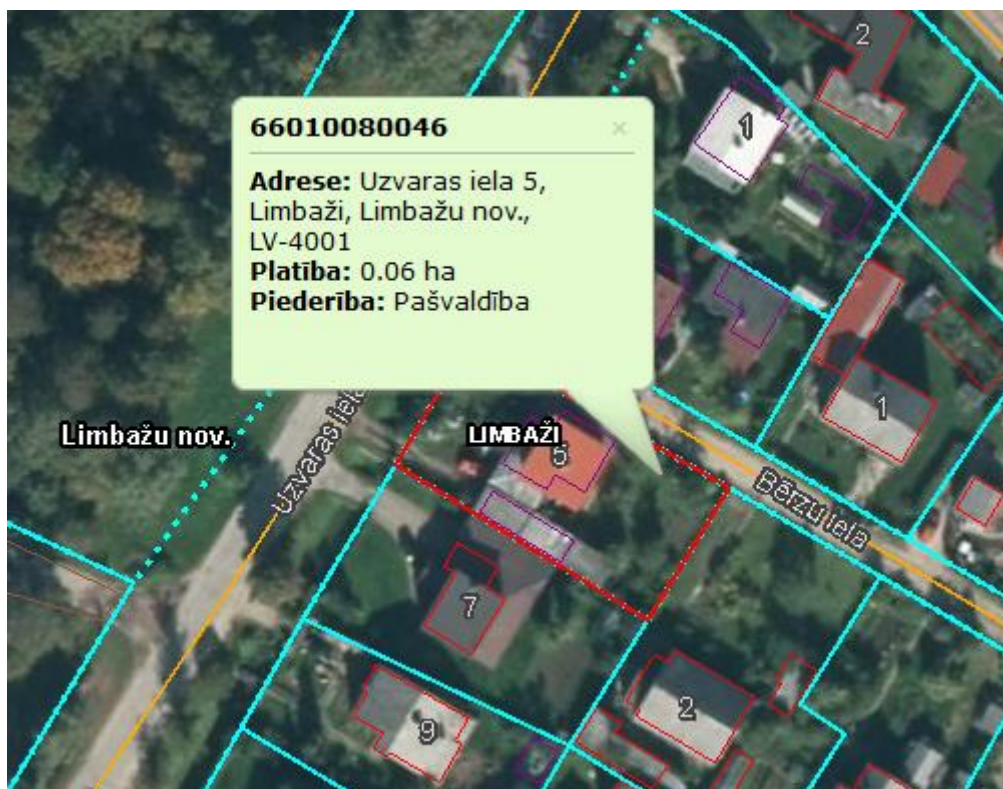 2
66010080046
×
1
Adrese: Uzvaras iela 5,
Limbaži, Limbažu nov.,
LV-4001
Platība: 0.06 ha
Piederība: Pašvaldība
1
Uzvaras iela
Limbažu nov.
LIMBAŽI
5
Bērzu iela
7
2
9